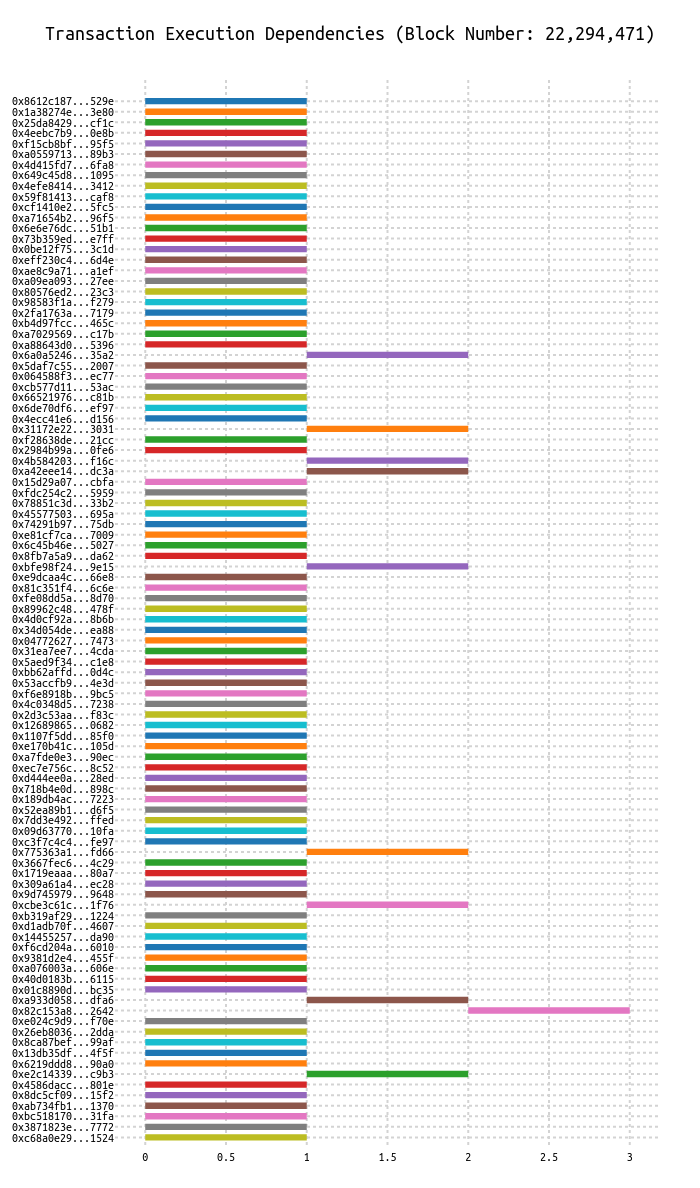 Transaction Execution Dependencies (Block Number: 22,294,471)
0x8612c187...529e
0x1a38274e...3e80
0x25da8429...cf1c
0x4eebc7b9...0e8b
0xf15cb8bf...95f5
0xa0559713...89b3
0x4d415fd7...6fa8
0x649c45d8...1095
0x4efe8414...3412
0x59f81413...caf8
0xcf1410e2...5fc5
0xa71654b2...96f5
0x6e6e76dc...51b1
0x73b359ed...e7ff
0x0be12f75...3c1d
0xeff230c4...6d4e
0xae8c9a71...a1ef
0xa09ea093...27ee
0x80576ed2...23c3
0x98583f1a...f279
0x2fa1763a...7179
0xb4d97fcc...465c
0xa7029569...c17b
0xa88643d0...5396
0x6a0a5246...35a2
0x5daf7c55...2007
0x064588f3...ec77
0xcb577d11...53ac
0x66521976...c81b
0x6de70df6...ef97
0x4ecc41e6...d156
0x31172e22...3031
0xf28638de...21cc
0x2984b99a...0fe6
0x4b584203...f16c
0xa42eee14...dc3a
0x15d29a07...cbfa
0xfdc254c2...5959
0x78851c3d...33b2
0x45577503...695a
0x74291b97...75db
0xe81cf7ca...7009
0x6c45b46e...5027
0x8fb7a5a9...da62
0xbfe98f24...9e15
0xe9dcaa4c...66e8
0x81c351f4...6c6e
0xfe08dd5a...8d70
0x89962c48...478f
0x4d0cf92a...8b6b
0x34d054de...ea88
0x04772627...7473
0x31ea7ee7...4cda
0x5aed9f34...c1e8
0xbb62affd...0d4c
0x53accfb9...4e3d
0xf6e8918b...9bc5
0x4c0348d5...7238
0x2d3c53aa...f83c
0x12689865...0682
0x1107f5dd...85f0
0xe170b41c...105d
0xa7fde0e3...90ec
0xec7e756c...8c52
0xd444ee0a...28ed
0x718b4e0d...898c
0x189db4ac...7223
0x52ea89b1...d6f5
0x7dd3e492...ffed
0x09d63770...10fa
0xc3f7c4c4...fe97
0x775363a1...fd66
0x3667fec6...4c29
0x1719eaaa...80a7
0x309a61a4...ec28
0x9d745979...9648
0xcbe3c61c...1f76
0xb319af29...1224
0xd1adb70f...4607
0x14455257...da90
0xf6cd204a...6010
0x9381d2e4...455f
0xa076003a...606e
0x40d0183b...6115
0x01c8890d...bc35
0xa933d058...dfa6
0x82c153a8...2642
0xe024c9d9...f70e
0x26eb8036...2dda
0x8ca87bef...99af
0x13db35df...4f5f
0x6219ddd8...90a0
0xe2c14339...c9b3
0x4586dacc...801e
0x8dc5cf09...15f2
0xab734fb1...1370
0xbc518170...31fa
0x3871823e...7772
0xc68a0e29...1524
0 0.5 1 1.5 2 2.5 3